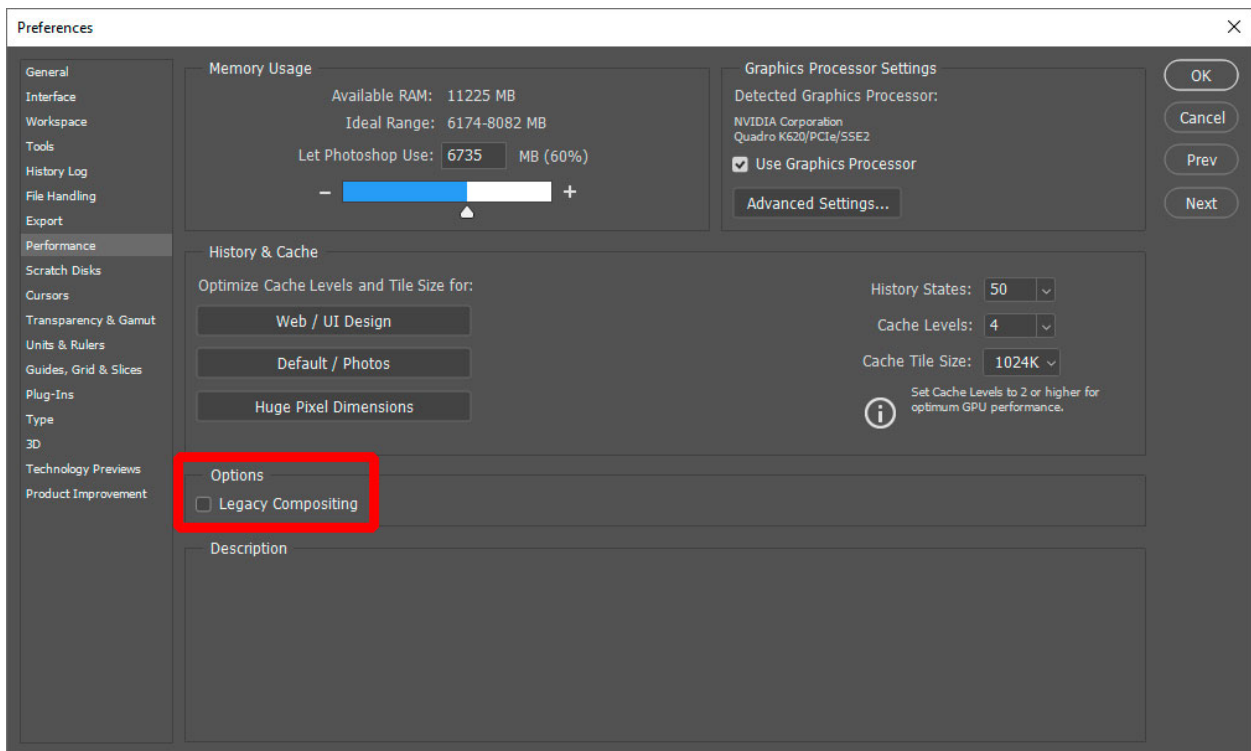 Preferences
General
Interface
Workspace
Tools
History Log
File Handling
Export
Performance
Scratch Disks
Cursors
Transparency & Gamut
Units & Rulers
Guides, Grid & Slices
Plug-Ins
Type
3D
Technology Previews
Product Improvement
Memory Usage
Available RAM: 11225 MB
Ideal Range: 6174-8082 MB
Let Photoshop Use: 6735 MB (60%)
Graphics Processor Settings
Detected Graphics Processor:
NVIDIA Corporation
Quadro K620/PCIe/SSE2
Use Graphics Processor
Advanced Settings...
History & Cache
Optimize Cache Levels and Tile Size for:
Web / UI Design
Default / Photos
Huge Pixel Dimensions
History States: 50
Cache Levels: 4
Cache Tile Size: 1024K
Set Cache Levels to 2 or higher for
optimum GPU performance.
Options
Legacy Compositing
Description
OK
Cancel
Prev
Next